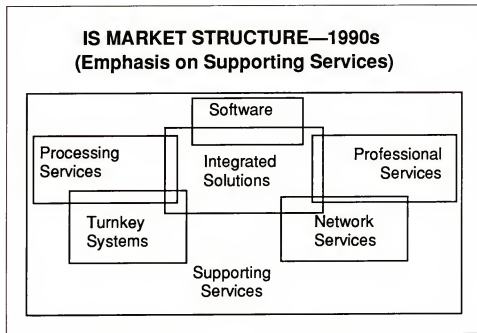 IS MARKET STRUCTURE—1990s
(Emphasis on Supporting Services)
Software
Processing
Services
Integrated
Solutions
Professional
Services
Turnkey
Systems
Network
Services
Supporting
Services